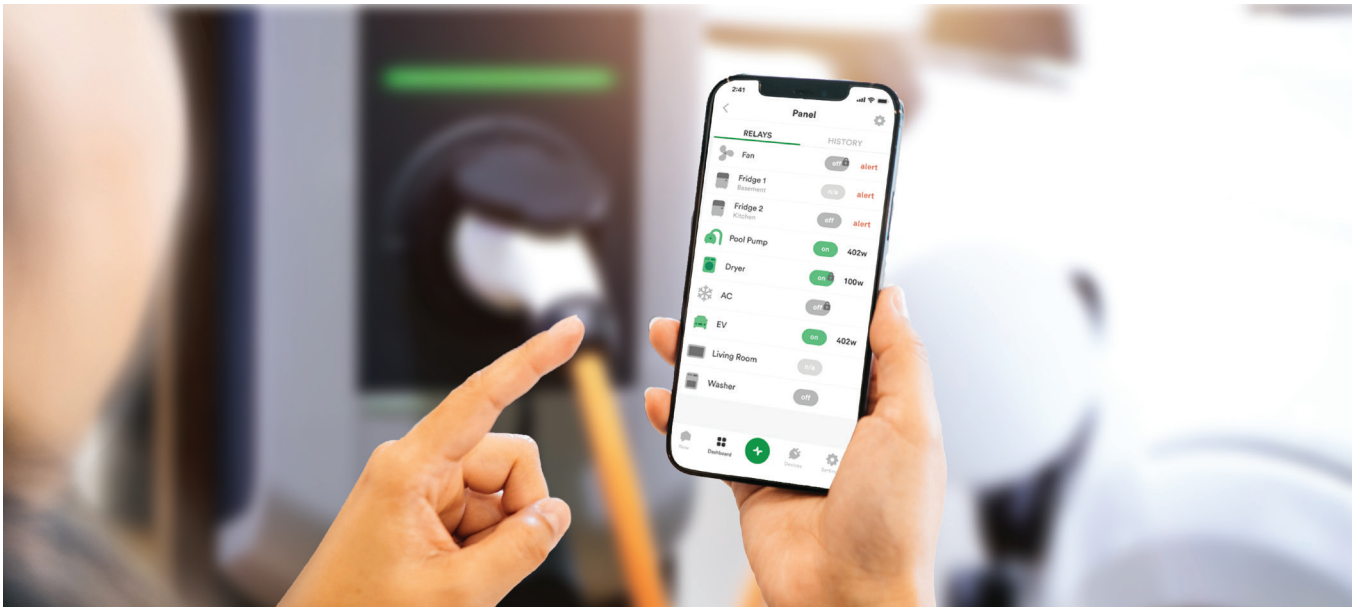 2:41
Panel
RELAYS HISTORY
Fan off alert
Fridge 1 n/a alert
Basement
Fridge 2 off alert
Kitchen
Pool Pump on 402w
Dryer on 100w
AC off
EV on 402w
Living Room n/a
Washer off
Dashboard Devices